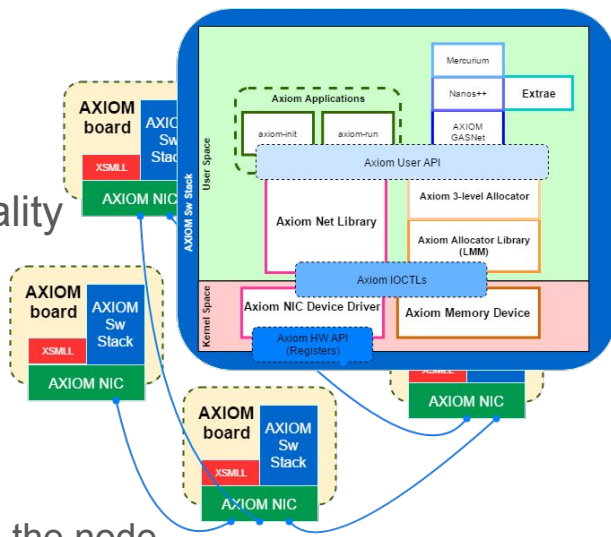 AXIOM
board
AXIO
Sw
Stack
XSMLL
AXIOM NIC
ality
AXIOM Sw Stack
User Space
Axiom Applications
axiom-init
axiom-run
Mercurium
Nanos++
Extrae
AXIOM
GASNet
Axiom User API
Axiom Net Library
Axiom 3-level Allocator
Axiom Allocator Library
(LMM)
Axiom IOCTLs
Kernel Space
Axiom NIC Device Driver
Axiom Memory Device
Axiom HW API
(Registers)
AXIOM
board
AXIOM
Sw
Stack
XSMLL
AXIOM NIC
XSMLL
AXIOM NIC
AXIOM
board
AXIOM
Sw
Stack
XSMLL
AXIOM NIC
the node